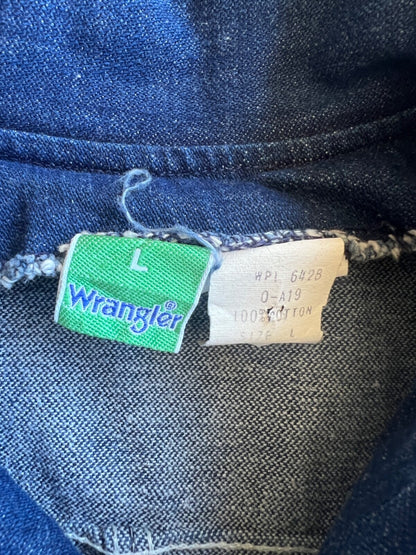 L
Wrangler®
WPL 6428
0-A19
100% COTTON
SIZE L